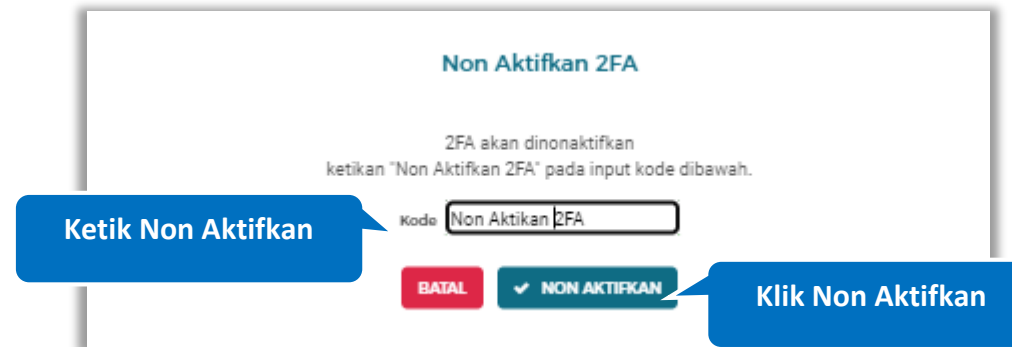 Non Aktifkan 2FA
2FA akan dinonaktifkan
ketikan "Non Aktifkan 2FA" pada input kode dibawah.
Ketik Non Aktifkan
Kode Non Aktikan 2FA
BATAL ✔ NON AKTIFKAN
Klik Non Aktifkan